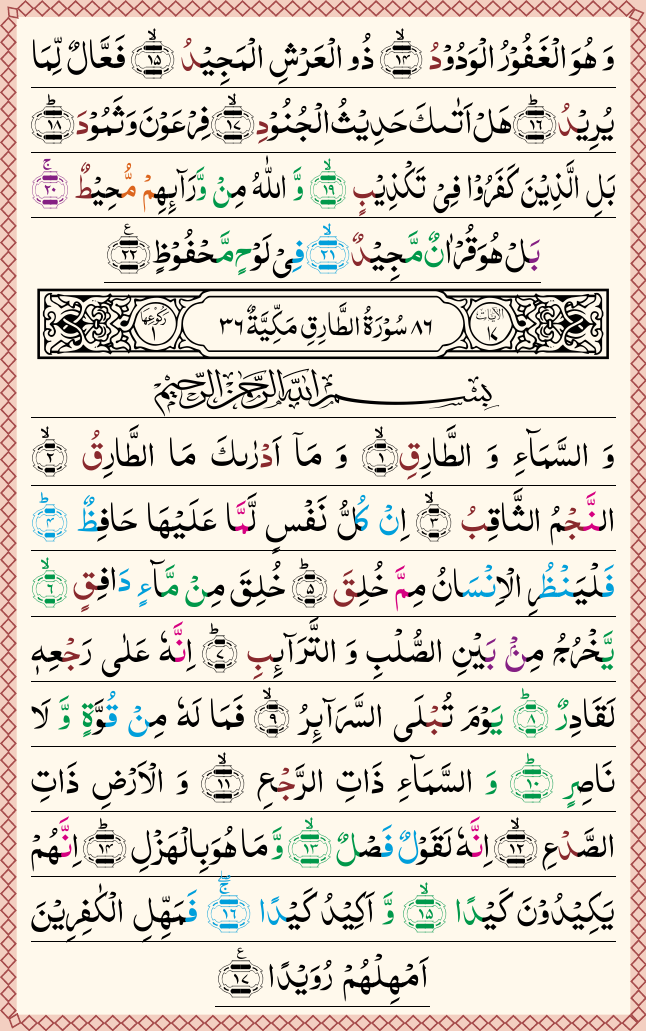 وَ هُوَ الْغَفُوْرُ الْوَدُوْدُ ۙ﴿۱۴﴾ ذُو الْعَرْشِ الْمَجِيْدُ ۙ﴿۱۵﴾ فَعَّالٌ لِّمَا
يُرِيْدُ ؕ﴿۱۶﴾ هَلْ اَتٰىكَ حَدِيْثُ الْجُنُوْدِ ۙ﴿۱۷﴾ فِرْعَوْنَ وَ ثَمُوْدَ ؕ﴿۱۸﴾
بَلِ الَّذِيْنَ كَفَرُوْا فِيْ تَكْذِيْبٍ ۙ﴿۱۹﴾ وَّ اللّٰهُ مِنْ وَّرَآئِهِمْ مُّحِيْطٌ ۚ﴿۲۰﴾
بَلْ هُوَ قُرْاٰنٌ مَّجِيْدٌ ۙ﴿۲۱﴾ فِيْ لَوْحٍ مَّحْفُوْظٍ ﴿۲۲﴾ ع
الآيات ۱۷ ۸۶ سُوْرَةُ الطَّارِقِ مَكِّيَّةٌ ۳۶ رُكُوْعُهَا ۱
بِسْمِ اللّٰهِ الرَّحْمٰنِ الرَّحِيْمِ
وَ السَّمَآءِ وَ الطَّارِقِ ۙ﴿۱﴾ وَ مَاۤ اَدْرٰىكَ مَا الطَّارِقُ ۙ﴿۲﴾
النَّجْمُ الثَّاقِبُ ۙ﴿۳﴾ اِنْ كُلُّ نَفْسٍ لَّمَّا عَلَيْهَا حَافِظٌ ؕ﴿۴﴾
فَلْيَنْظُرِ الْاِنْسَانُ مِمَّ خُلِقَ ؕ﴿۵﴾ خُلِقَ مِنْ مَّآءٍ دَافِقٍ ۙ﴿۶﴾
يَّخْرُجُ مِنْۢ بَيْنِ الصُّلْبِ وَ التَّرَآئِبِ ؕ﴿۷﴾ اِنَّهٗ عَلٰى رَجْعِهٖ
لَقَادِرٌ ؕ﴿۸﴾ يَوْمَ تُبْلَى السَّرَآئِرُ ۙ﴿۹﴾ فَمَا لَهٗ مِنْ قُوَّةٍ وَّ لَا
نَاصِرٍ ؕ﴿۱۰﴾ وَ السَّمَآءِ ذَاتِ الرَّجْعِ ۙ﴿۱۱﴾ وَ الْاَرْضِ ذَاتِ
الصَّدْعِ ۙ﴿۱۲﴾ اِنَّهٗ لَقَوْلٌ فَصْلٌ ۙ﴿۱۳﴾ وَّ مَا هُوَ بِالْهَزْلِ ؕ﴿۱۴﴾ اِنَّهُمْ
يَكِيْدُوْنَ كَيْدًا ۙ﴿۱۵﴾ وَّ اَكِيْدُ كَيْدًا ۚۖ﴿۱۶﴾ فَمَهِّلِ الْكٰفِرِيْنَ
اَمْهِلْهُمْ رُوَيْدًا ﴿۱۷﴾ ع